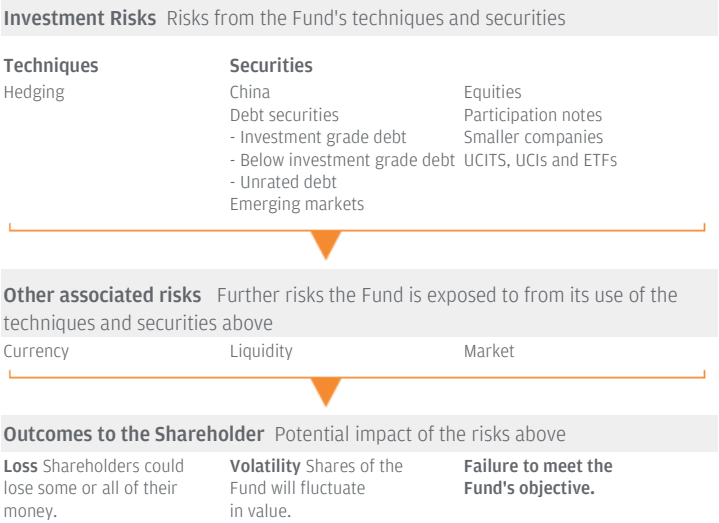 Investment Risks Risks from the Fund's techniques and securities
Techniques
Hedging
Securities
China
Debt securities
- Investment grade debt
- Below investment grade debt
- Unrated debt
Emerging markets
Equities
Participation notes
Smaller companies
UCITS, UCIs and ETFs
Other associated risks Further risks the Fund is exposed to from its use of the
techniques and securities above
Currency
Liquidity
Market
Outcomes to the Shareholder Potential impact of the risks above
Loss Shareholders could
lose some or all of their
money.
Volatility Shares of the
Fund will fluctuate
in value.
Failure to meet the
Fund's objective.